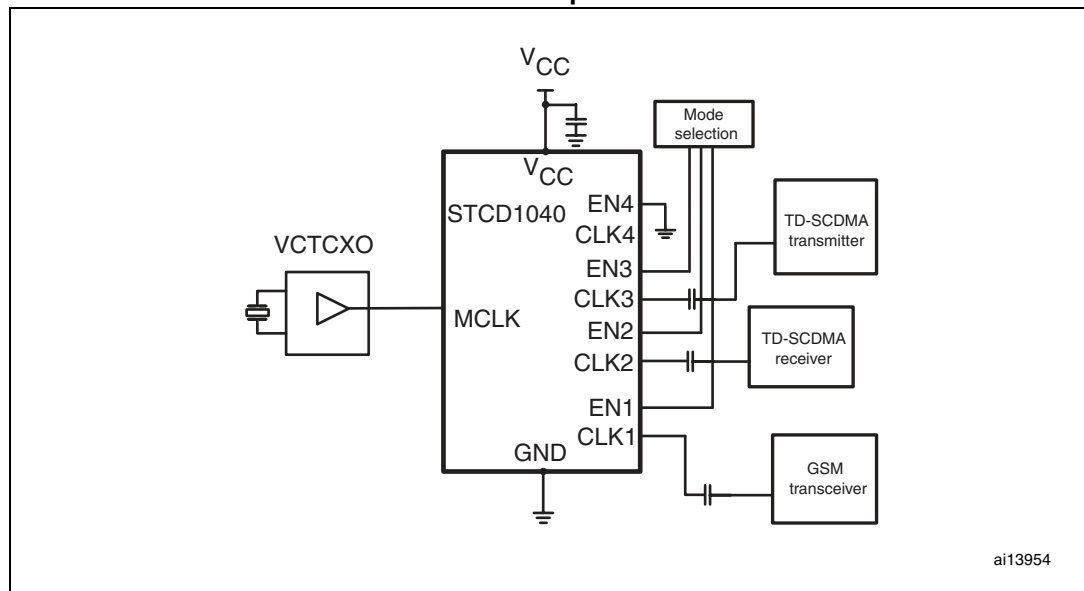 VCC
Mode
selection
VCC
STCD1040
EN4
CLK4
TD-SCDMA
transmitter
VCTCXO
EN3
CLK3
MCLK
EN2
TD-SCDMA
receiver
CLK2
EN1
CLK1
GND
GSM
transceiver
ai13954